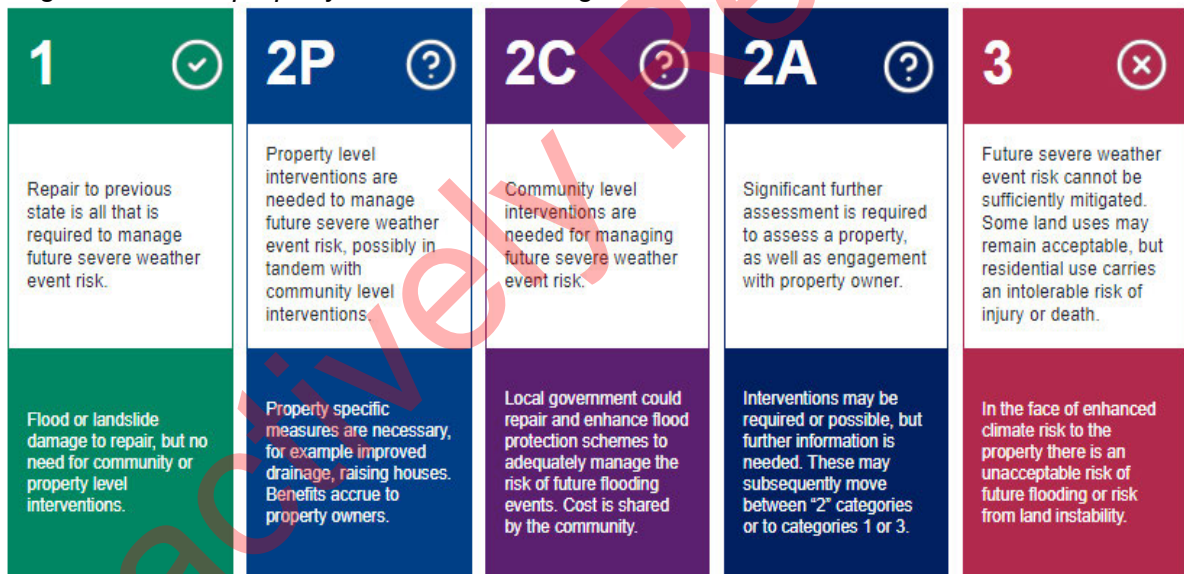 1
2P
2C
2A
3
Repair to previous
state is all that is
required to manage
future severe weather
event risk.
Property level
interventions are
needed to manage
future severe weather
event risk, possibly in
tandem with
community level
interventions.
Community level
interventions are
needed for managing
future severe weather
event risk.
Significant further
assessment is required
to assess a property,
as well as engagement
with property owner.
Future severe weather
event risk cannot be
sufficiently mitigated.
Some land uses may
remain acceptable, but
residential use carries
an intolerable risk of
injury or death.
Flood or landslide
damage to repair, but no
need for community or
property level
interventions.
Property specific
measures are necessary,
for example improved
drainage, raising houses.
Benefits accrue to
property owners.
Local government could
repair and enhance flood
protection schemes to
adequately manage the
risk of future flooding
events. Cost is shared
by the community.
Interventions may be
required or possible, but
further information is
needed. These may
subsequently move
between "2" categories
or to categories 1 or 3.
In the face of enhanced
climate risk to the
property there is an
unacceptable risk of
future flooding or risk
from land instability.
actively Re